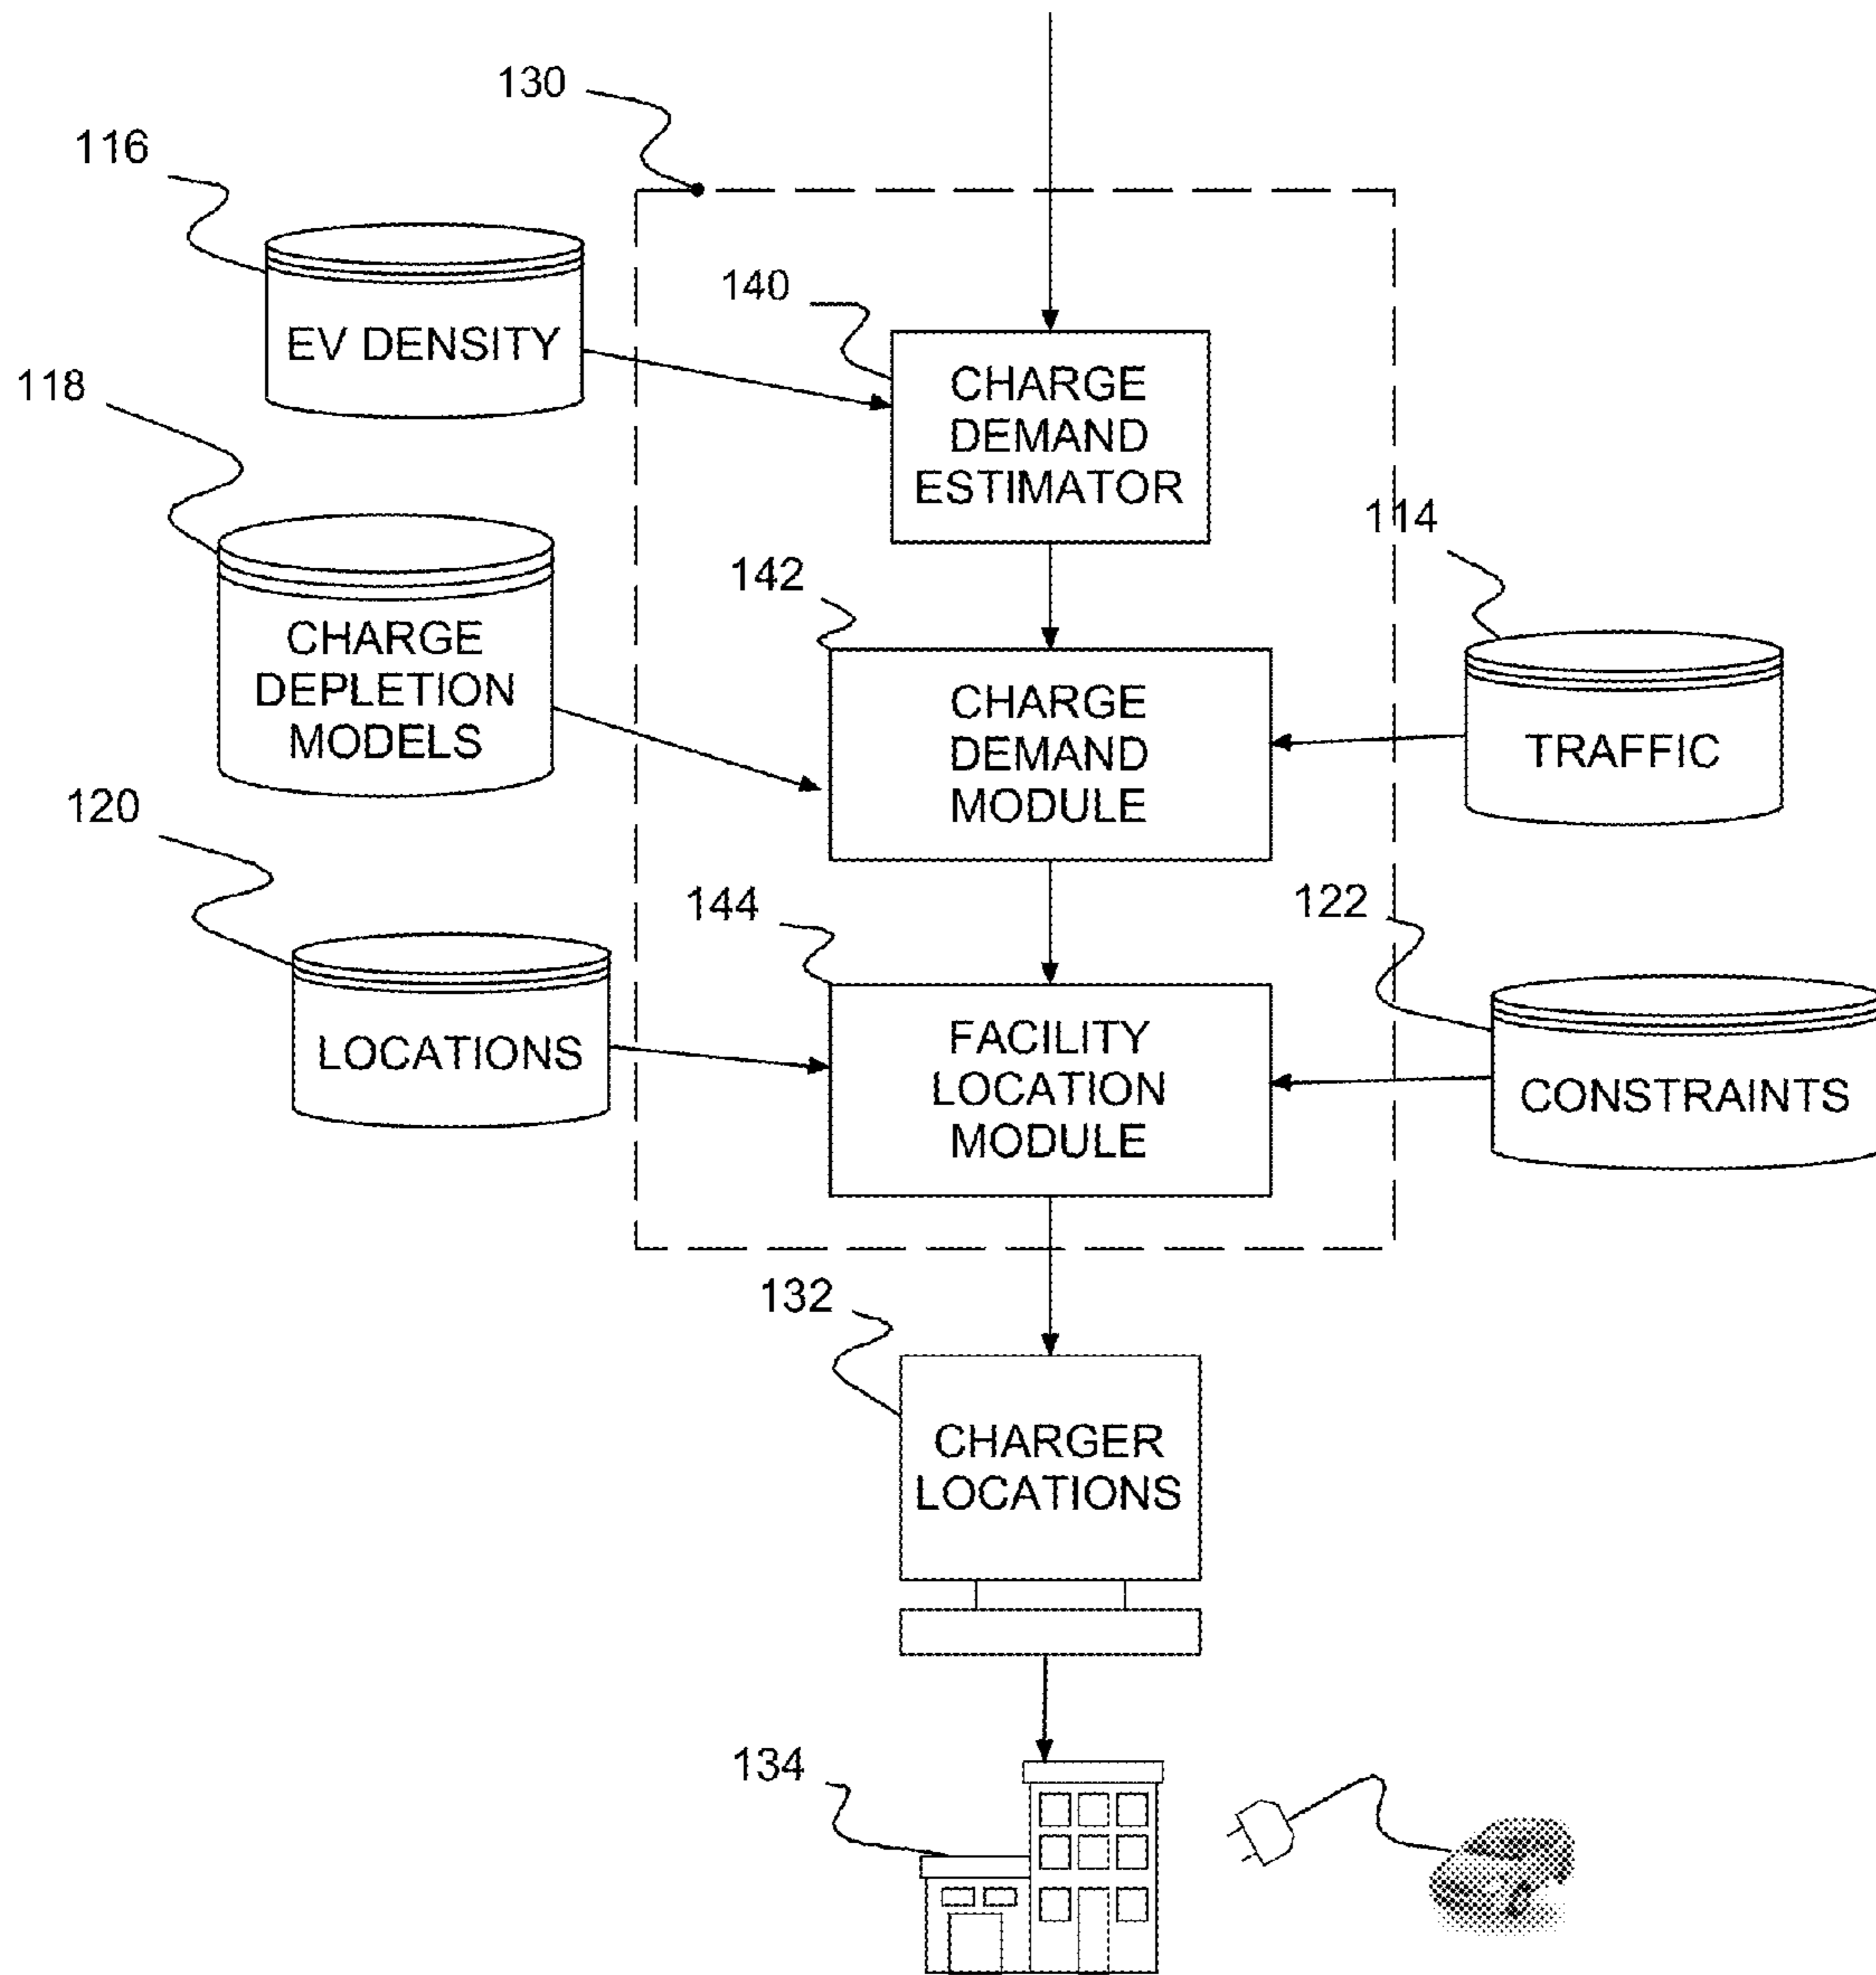 130
116
EV DENSITY
140
CHARGE
DEMAND
ESTIMATOR
118
CHARGE
DEPLETION
MODELS
114
TRAFFIC
142
CHARGE
DEMAND
MODULE
120
LOCATIONS
144
FACILITY
LOCATION
MODULE
122
CONSTRAINTS
132
CHARGER
LOCATIONS
134